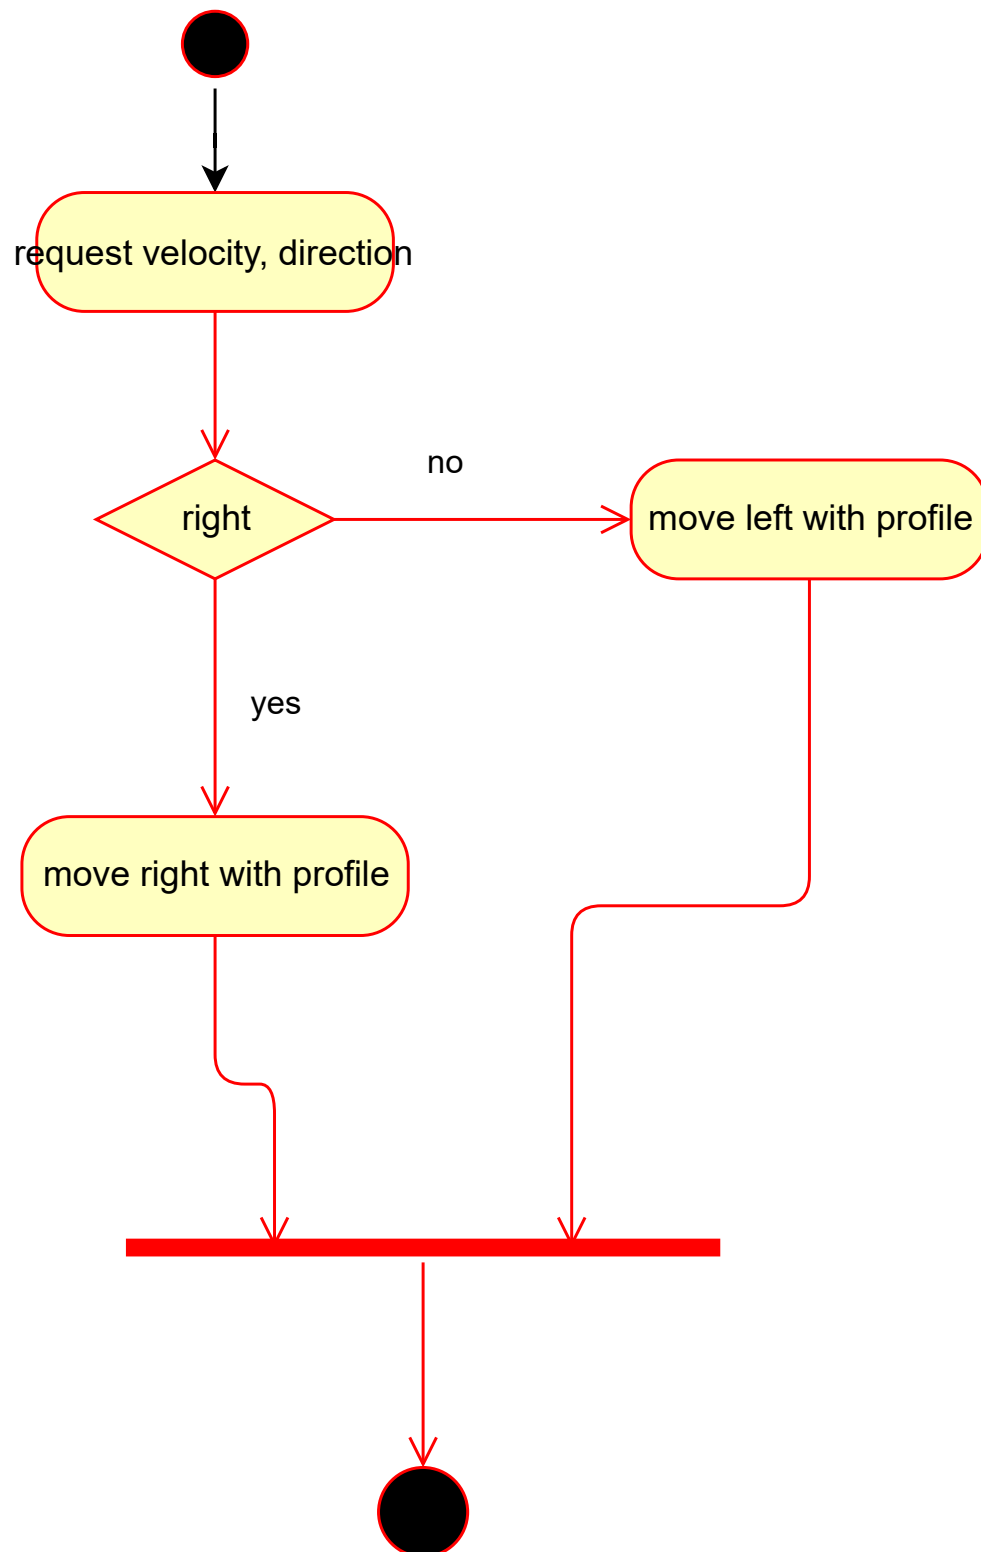 request velocity, direction
right
no
move left with profile
yes
move right with profile